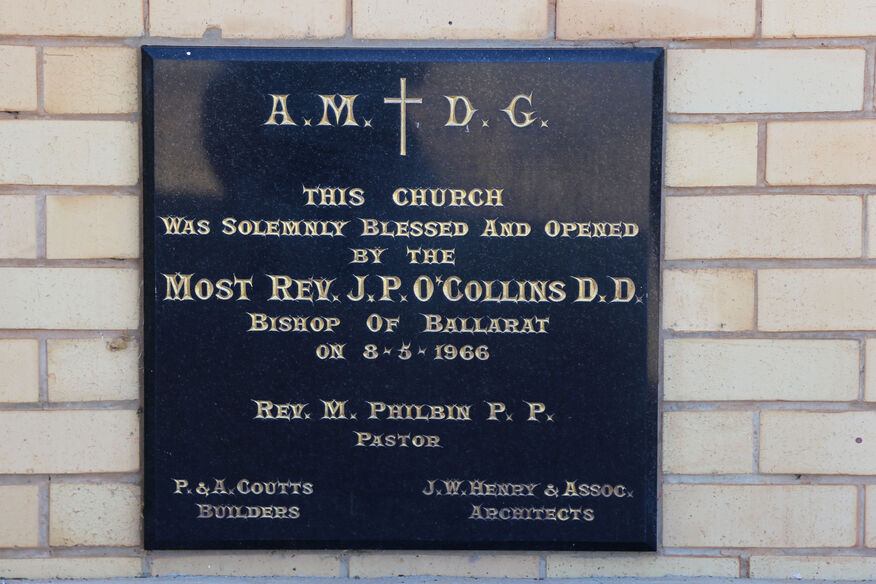 A. M. ✝ D. G.
THIS CHURCH
WAS SOLEMNLY BLESSED AND OPENED
BY THE
MOST REV. J. P. O'COLLINS D. D.
BISHOP OF BALLARAT
ON 8-5-1966
REV. M. PHILBIN P. P.
PASTOR
P. & A. COUTTS
BUILDERS
J. W. HENRY & ASSOC.
ARCHITECTS